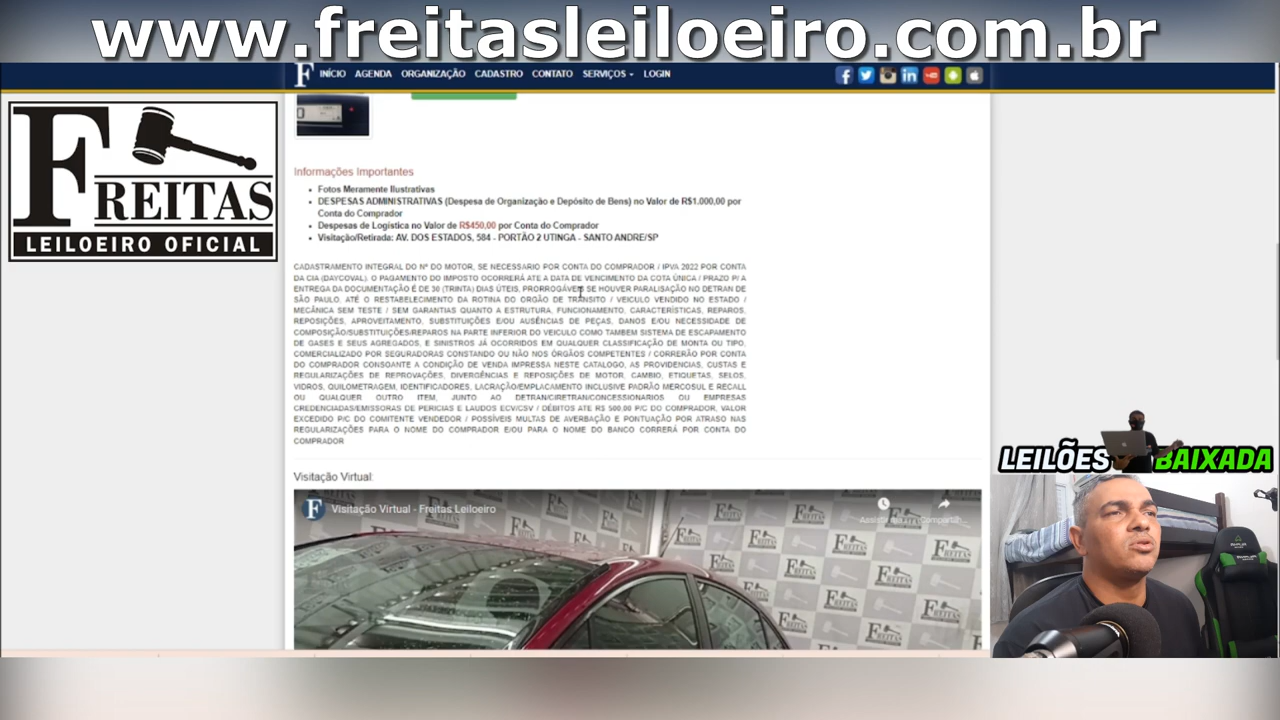 www.freitasleiloeiro.com.br
F INÍCIO AGENDA ORGANIZAÇÃO CADASTRO CONTATO SERVIÇOS LOGIN
FREITAS
LEILOEIRO OFICIAL
Informações Importantes
Fotos Meramente Ilustrativas
DESPESAS ADMINISTRATIVAS (Despesa de Organização e Depósito de Bens) no Valor de R$1.000,00 por
Conta do Comprador
Despesas de Logística no Valor de R$450,00 por Conta do Comprador
Visitação/Retirada: AV. DOS ESTADOS, 584 - PORTÃO 2 UTINGA - SANTO ANDRE/SP
CADASTRAMENTO INTEGRAL DO Nº DO MOTOR, SE NECESSARIO POR CONTA DO COMPRADOR / IPVA 2022 POR CONTA
DA CIA (DAYCOVAL). O PAGAMENTO DO IMPOSTO OCORRERÁ ATE A DATA DE VENCIMENTO DA COTA ÚNICA / PRAZO P/ A
ENTREGA DA DOCUMENTAÇÃO É DE 30 (TRINTA) DIAS ÚTEIS, PRORROGÁVEIS SE HOUVER PARALISAÇÃO NO DETRAN DE
SÃO PAULO, ATÉ O RESTABELECIMENTO DA ROTINA DO ORGÃO DE TRANSITO / VEICULO VENDIDO NO ESTADO /
MECÂNICA SEM TESTE / SEM GARANTIAS QUANTO A ESTRUTURA, FUNCIONAMENTO, CARACTERÍSTICAS, REPAROS,
REPOSIÇÕES, APROVEITAMENTO, SUBSTITUIÇÕES E/OU AUSÊNCIAS DE PEÇAS, DANOS E/OU NECESSIDADE DE
COMPOSIÇÃO/SUBSTITUIÇÕES/REPAROS NA PARTE INFERIOR DO VEICULO COMO TAMBEM SISTEMA DE ESCAPAMENTO
DE GASES E SEUS AGREGADOS, E SINISTROS JÁ OCORRIDOS EM QUALQUER CLASSIFICAÇÃO DE MONTA OU TIPO,
COMERCIALIZADO POR SEGURADORAS CONSTANDO OU NÃO NOS ÓRGÃOS COMPETENTES / CORRERÃO POR CONTA
DO COMPRADOR CONSOANTE A CONDIÇÃO DE VENDA IMPRESSA NESTE CATALOGO, AS PROVIDENCIAS, CUSTAS E
REGULARIZAÇÕES DE REPROVAÇÕES, DIVERGÊNCIAS E REPOSIÇÕES DE MOTOR, CAMBIO, ETIQUETAS, SELOS,
VIDROS, QUILOMETRAGEM, IDENTIFICADORES, LACRAÇÃO/EMPLACAMENTO INCLUSIVE PADRÃO MERCOSUL E RECALL
OU QUALQUER OUTRO ITEM, JUNTO AO DETRAN/CIRETRAN/CONCESSIONARIOS OU EMPRESAS
CREDENCIADAS/EMISSORAS DE PERICIAS E LAUDOS ECV/CSV / DÉBITOS ATE R$ 500,00 P/C DO COMPRADOR, VALOR
EXCEDIDO P/C DO COMITENTE VENDEDOR / POSSÍVEIS MULTAS DE AVERBAÇÃO E PONTUAÇÃO POR ATRASO NAS
REGULARIZAÇÕES PARA O NOME DO COMPRADOR E/OU PARA O NOME DO BANCO CORRERÁ POR CONTA DO
COMPRADOR
Visitação Virtual:
F Visitação Virtual - Freitas Leiloeiro
LEILÕES BAIXADA